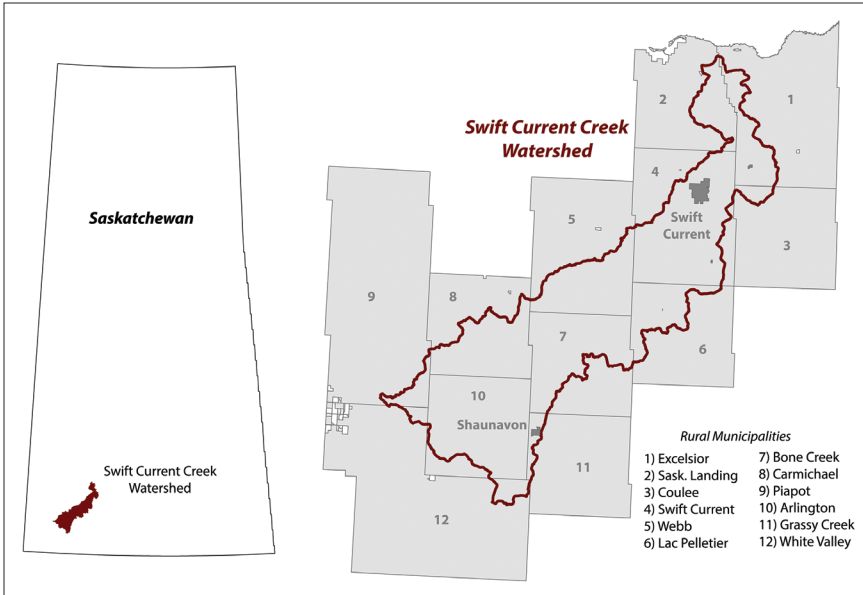 Saskatchewan
Swift Current Creek
Watershed
Swift Current Creek
Watershed
1
2
3
4
5
6
7
8
9
10
11
12
Swift
Current
Shaunavon
Rural Municipalities
1) Excelsior
2) Sask. Landing
3) Coulee
4) Swift Current
5) Webb
6) Lac Pelletier
7) Bone Creek
8) Carmichael
9) Piapot
10) Arlington
11) Grassy Creek
12) White Valley